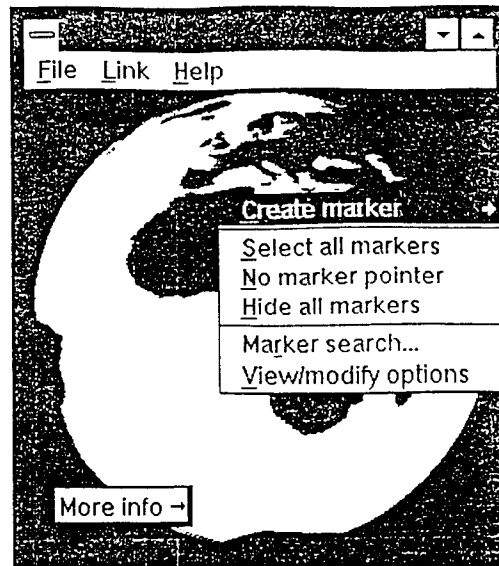 File Link Help
Create marker
Select all markers
No marker pointer
Hide all markers
Marker search...
View/modify options
More info →